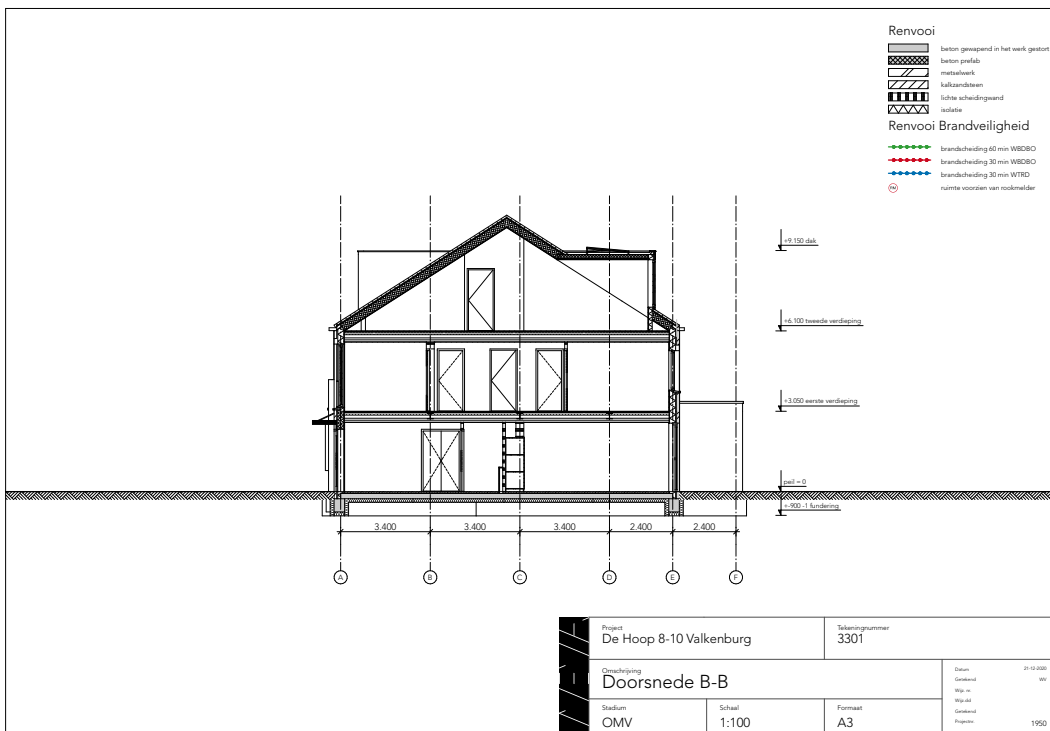 Renvooi
beton gewapend in het werk gestort
beton prefab
metselwerk
kalkzandsteen
lichte scheidingwand
isolatie
Renvooi Brandveiligheid
brandscheiding 60 min WBDBO
brandscheiding 30 min WBDBO
brandscheiding 30 min WTRD
ruimte voorzien van rookmelder
+9.150 dak
+6.100 tweede verdieping
+3.050 eerste verdieping
peil = 0
+-900 -1 fundering
3.400 3.400 3.400 2.400 2.400
A B C D E F
Project
De Hoop 8-10 Valkenburg
Tekeningnummer
3301
Omschrijving
Doorsnede B-B
Datum 21-12-2020
Getekend WV
Wijz. nr.
Wijz.dd
Getekend
Projectnr. 1950
Stadium
OMV
Schaal
1:100
Formaat
A3